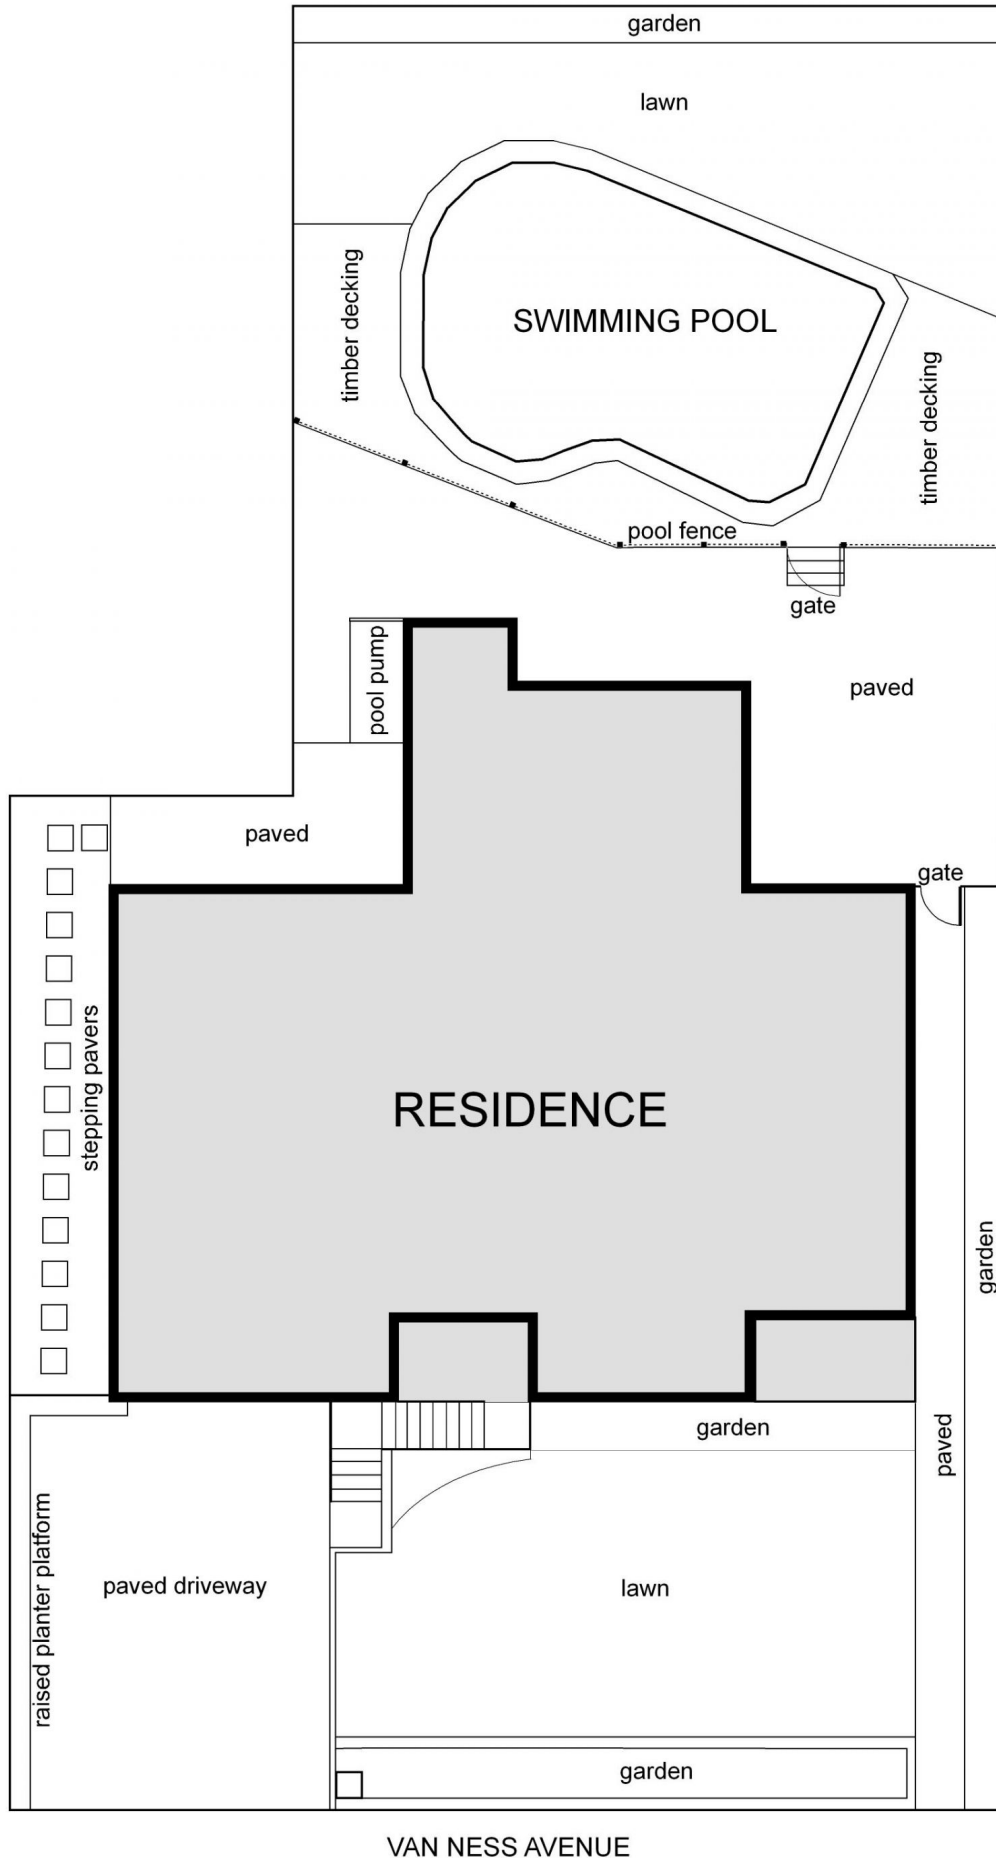 garden
lawn
timber decking
SWIMMING POOL
timber decking
pool fence
gate
pool pump
paved
paved
gate
stepping pavers
RESIDENCE
garden
garden
paved
raised planter platform
paved driveway
lawn
garden
VAN NESS AVENUE